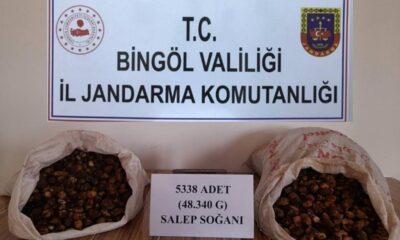 T.C.
BİNGÖL VALİLİĞİ
İL JANDARMA KOMUTANLIĞI
5338 ADET
(48.340 G)
SALEP SOĞANI